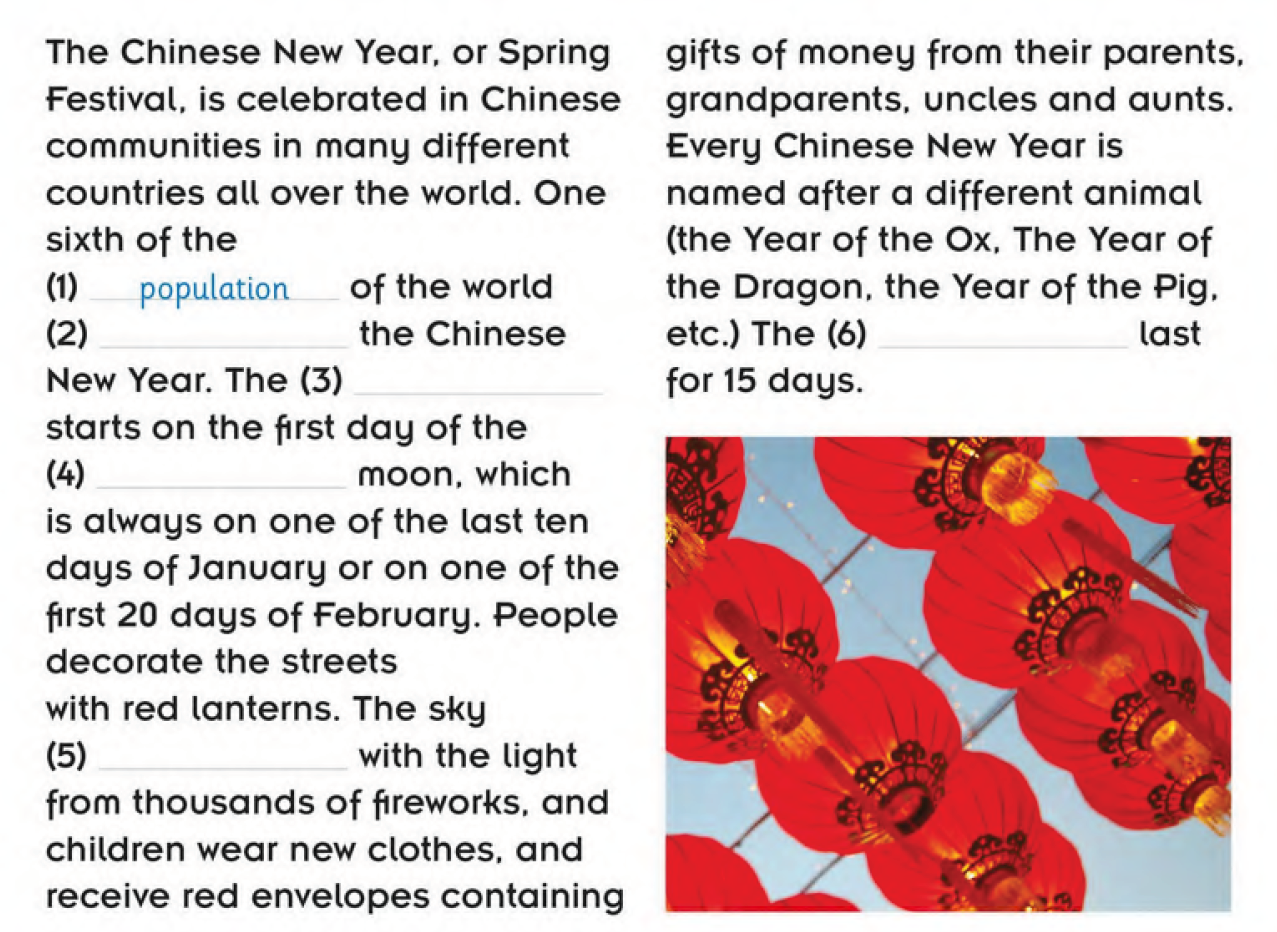 The Chinese New Year, or Spring
Festival, is celebrated in Chinese
communities in many different
countries all over the world. One
sixth of the
(1) population of the world
(2) the Chinese
New Year. The (3)
starts on the first day of the
(4) moon, which
is always on one of the last ten
days of January or on one of the
first 20 days of February. People
decorate the streets
with red lanterns. The sky
(5) with the light
from thousands of fireworks, and
children wear new clothes, and
receive red envelopes containing
gifts of money from their parents,
grandparents, uncles and aunts.
Every Chinese New Year is
named after a different animal
(the Year of the Ox, The Year of
the Dragon, the Year of the Pig,
etc.) The (6) last
for 15 days.